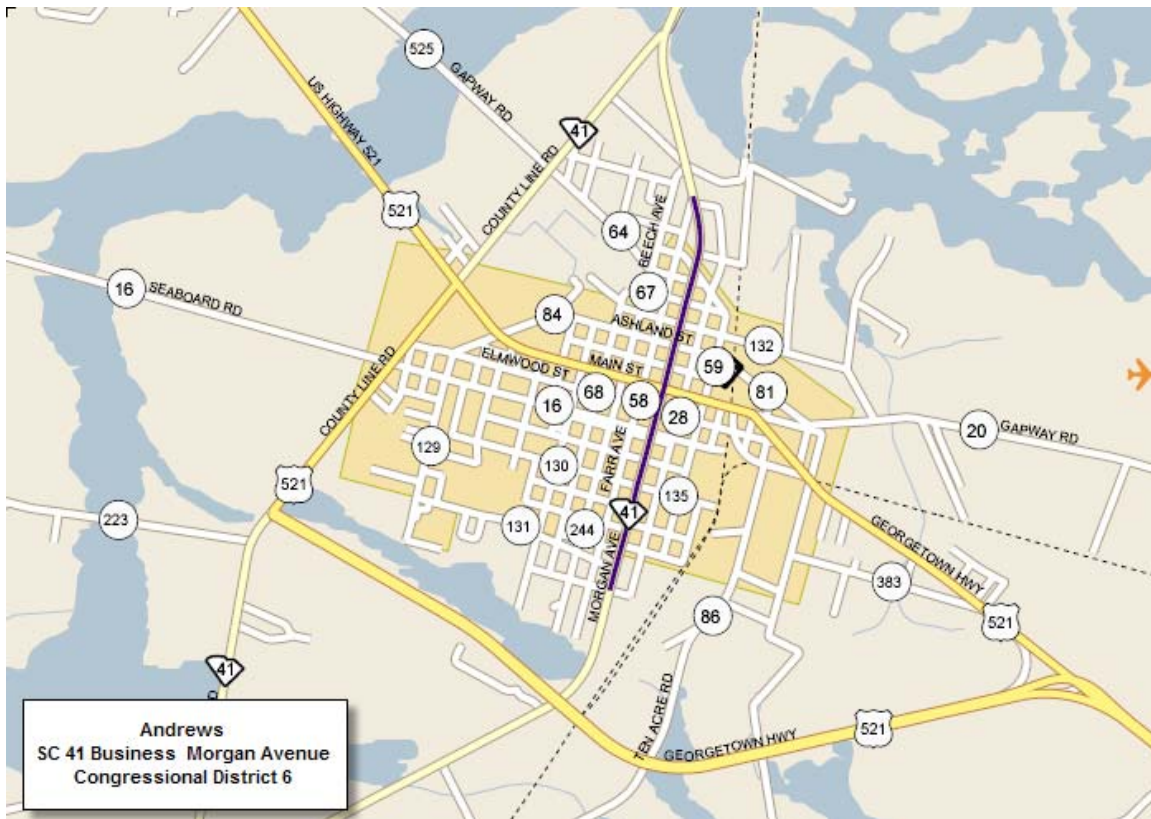 525
GAPWAY RD
41
US HIGHWAY 521
COUNTY LINE RD
521
64
BEECH AVE
16
SEABOARD RD
67
84
ASHLAND ST
132
COUNTY LINE RD
ELMWOOD ST
MAIN ST
59
81
68
16
58
28
20
GAPWAY RD
129
FARR AVE
130
521
135
223
131
244
41
GEORGETOWN HWY
MORGAN AVE
383
86
521
41
D
TEN ACRE RD
521
GEORGETOWN HWY
Andrews
SC 41 Business Morgan Avenue
Congressional District 6